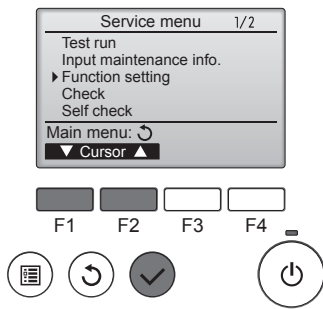 Service menu 1/2
Test run
Input maintenance info.
Function setting
Check
Self check
Main menu:
▼ Cursor ▲
F1 F2 F3 F4